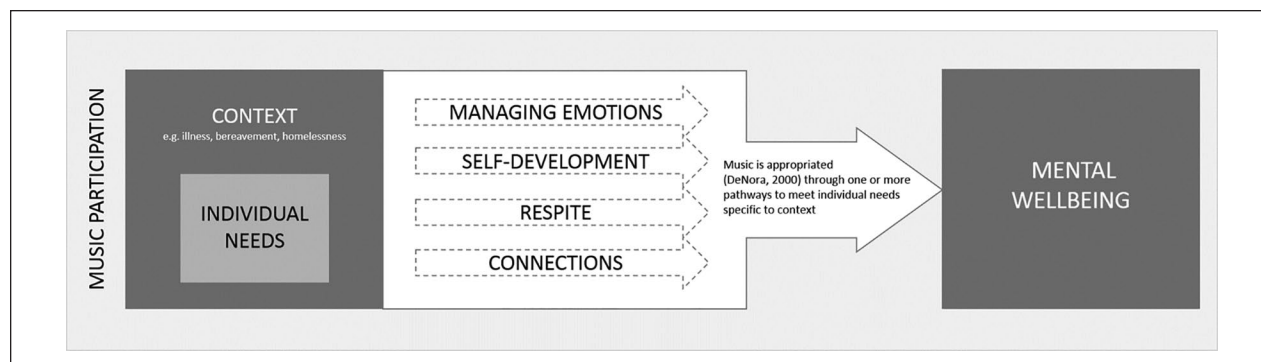 MUSIC PARTICIPATION
CONTEXT
e.g. illness, bereavement, homelessness
INDIVIDUAL
NEEDS
MANAGING EMOTIONS
SELF-DEVELOPMENT
RESPITE
CONNECTIONS
Music is appropriated
(DeNora, 2000) through one or more
pathways to meet individual needs
specific to context
MENTAL
WELLBEING